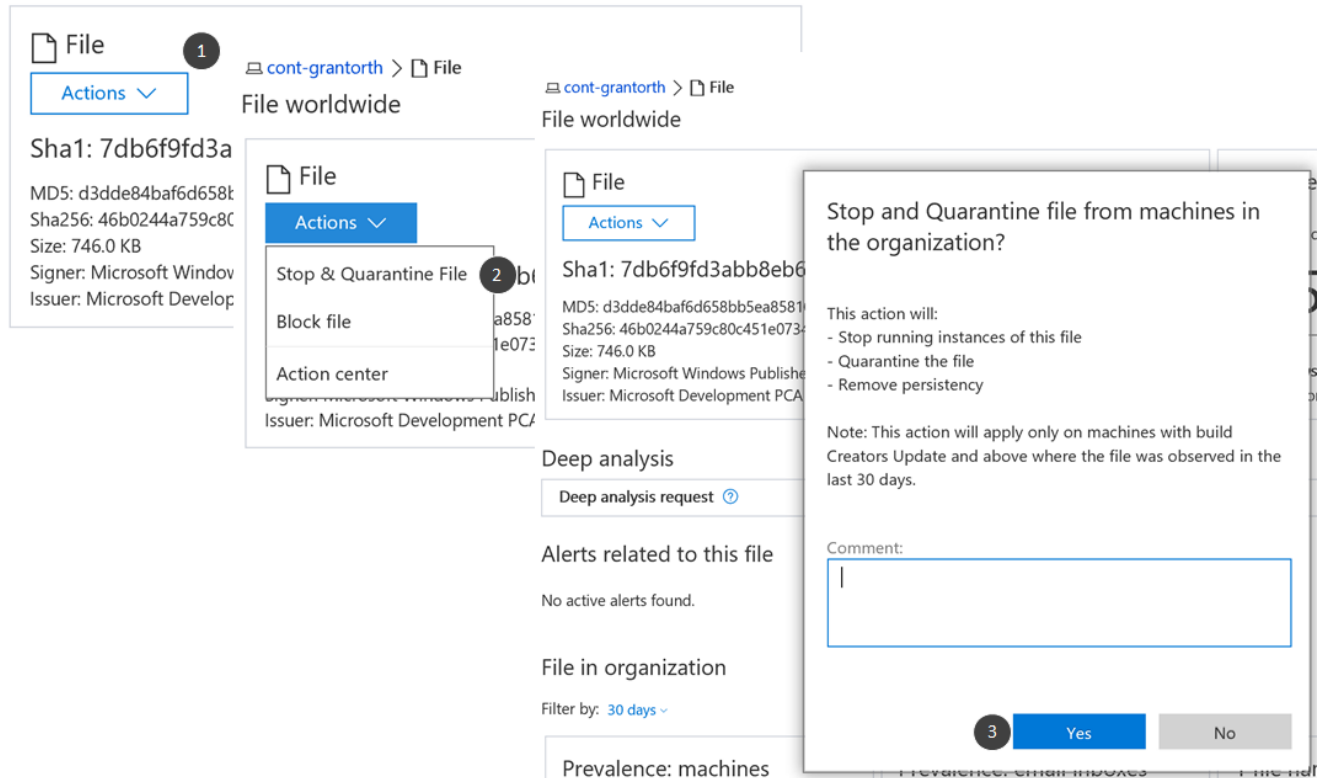 File
1
Actions
Sha1: 7db6f9fd3a
MD5: d3dde84baf6d658
Sha256: 46b0244a759c80
Size: 746.0 KB
Signer: Microsoft Window
Issuer: Microsoft Develop
cont-grantorth > File
File worldwide
File
Actions
Stop & Quarantine File
2
Block file
Action center
a858
1e073
Issuer: Microsoft Development PCA
cont-grantorth > File
File worldwide
File
Actions
Sha1: 7db6f9fd3abb8eb6
MD5: d3dde84baf6d658bb5ea8581
Sha256: 46b0244a759c80c451e0734
Size: 746.0 KB
Signer: Microsoft Windows Publishe
Issuer: Microsoft Development PCA
Deep analysis
Deep analysis request ?
Alerts related to this file
No active alerts found.
File in organization
Filter by: 30 days
Prevalence: machines
Prevalence: email inboxes
Stop and Quarantine file from machines in
the organization?
This action will:
- Stop running instances of this file
- Quarantine the file
- Remove persistency
Note: This action will apply only on machines with build
Creators Update and above where the file was observed in the
last 30 days.
Comment:
3
Yes
No